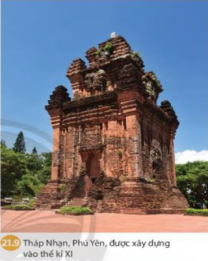 21.9 Tháp Nhạn, Phú Yên, được xây dựng
vào thế kỉ XI